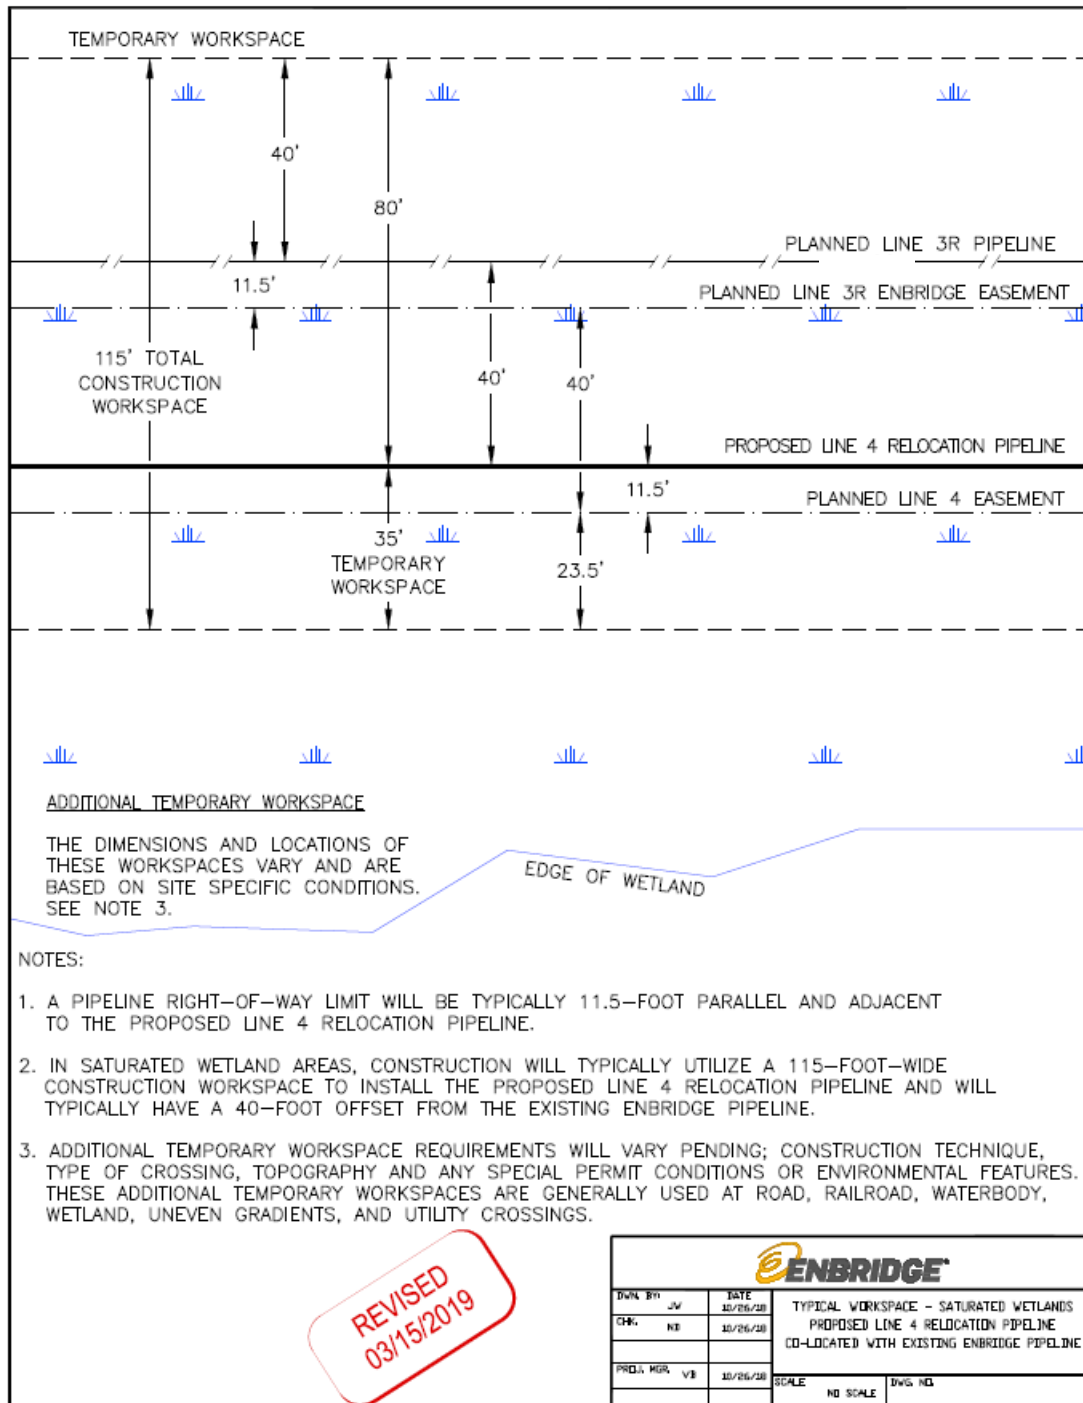 TEMPORARY WORKSPACE
40'
80'
PLANNED LINE 3R PIPELINE
11.5'
PLANNED LINE 3R ENBRIDGE EASEMENT
115' TOTAL
CONSTRUCTION
WORKSPACE
40'
40'
PROPOSED LINE 4 RELOCATION PIPELINE
11.5'
PLANNED LINE 4 EASEMENT
35'
TEMPORARY
WORKSPACE
23.5'
ADDITIONAL TEMPORARY WORKSPACE
THE DIMENSIONS AND LOCATIONS OF
THESE WORKSPACES VARY AND ARE
BASED ON SITE SPECIFIC CONDITIONS.
SEE NOTE 3.
EDGE OF WETLAND
NOTES:
1. A PIPELINE RIGHT-OF-WAY LIMIT WILL BE TYPICALLY 11.5-FOOT PARALLEL AND ADJACENT
TO THE PROPOSED LINE 4 RELOCATION PIPELINE.
2. IN SATURATED WETLAND AREAS, CONSTRUCTION WILL TYPICALLY UTILIZE A 115-FOOT-WIDE
CONSTRUCTION WORKSPACE TO INSTALL THE PROPOSED LINE 4 RELOCATION PIPELINE AND WILL
TYPICALLY HAVE A 40-FOOT OFFSET FROM THE EXISTING ENBRIDGE PIPELINE.
3. ADDITIONAL TEMPORARY WORKSPACE REQUIREMENTS WILL VARY PENDING; CONSTRUCTION TECHNIQUE,
TYPE OF CROSSING, TOPOGRAPHY AND ANY SPECIAL PERMIT CONDITIONS OR ENVIRONMENTAL FEATURES.
THESE ADDITIONAL TEMPORARY WORKSPACES ARE GENERALLY USED AT ROAD, RAILROAD, WATERBODY,
WETLAND, UNEVEN GRADIENTS, AND UTILITY CROSSINGS.
REVISED
03/15/2019
ENBRIDGE
DWN. BY: JW
DATE 10/26/18
CHK. ND
10/26/18
PROJ. MGR. VB
10/26/18
TYPICAL WORKSPACE - SATURATED WETLANDS
PROPOSED LINE 4 RELOCATION PIPELINE
CO-LOCATED WITH EXISTING ENBRIDGE PIPELINE
SCALE
NO SCALE
DWG. NO.